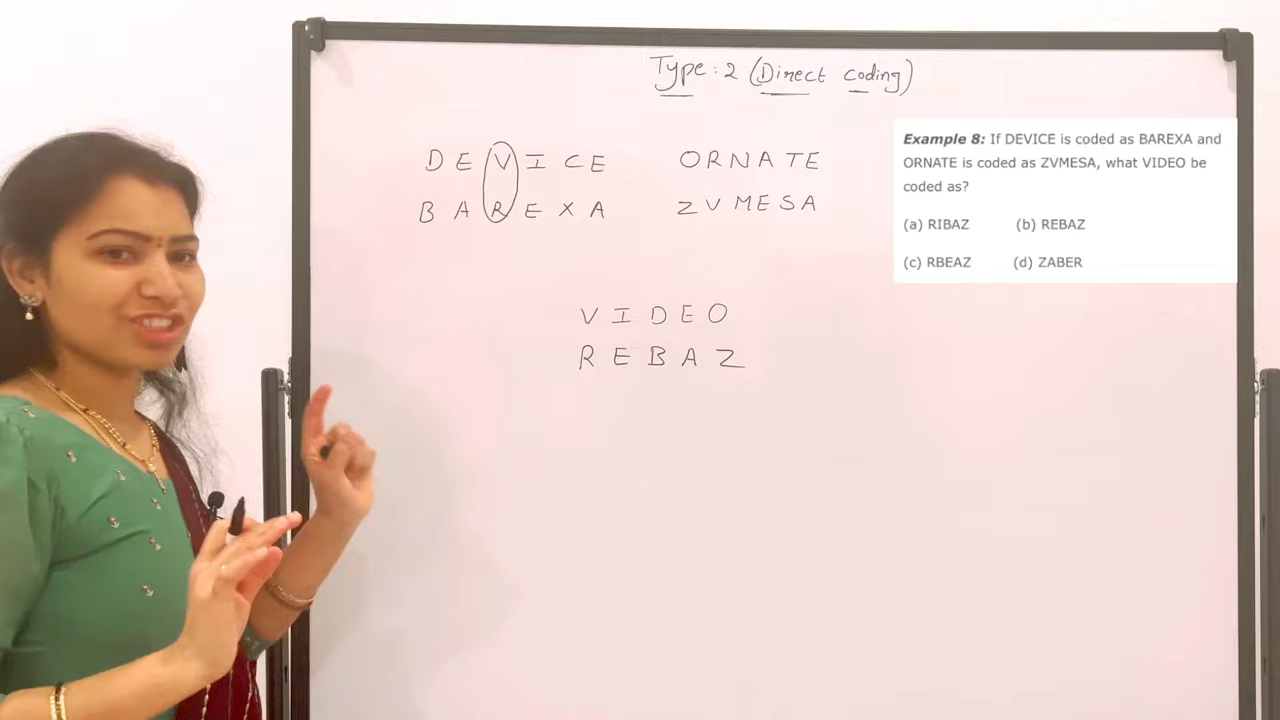 Type: 2 (Direct coding)
D E V I C E
B A R E X A
O R N A T E
Z V M E S A
Example 8: If DEVICE is coded as BAREXA and
ORNATE is coded as ZVMESA, what VIDEO be
coded as?
(a) RIBAZ (b) REBAZ
(c) RBEAZ (d) ZABER
V I D E O
R E B A Z